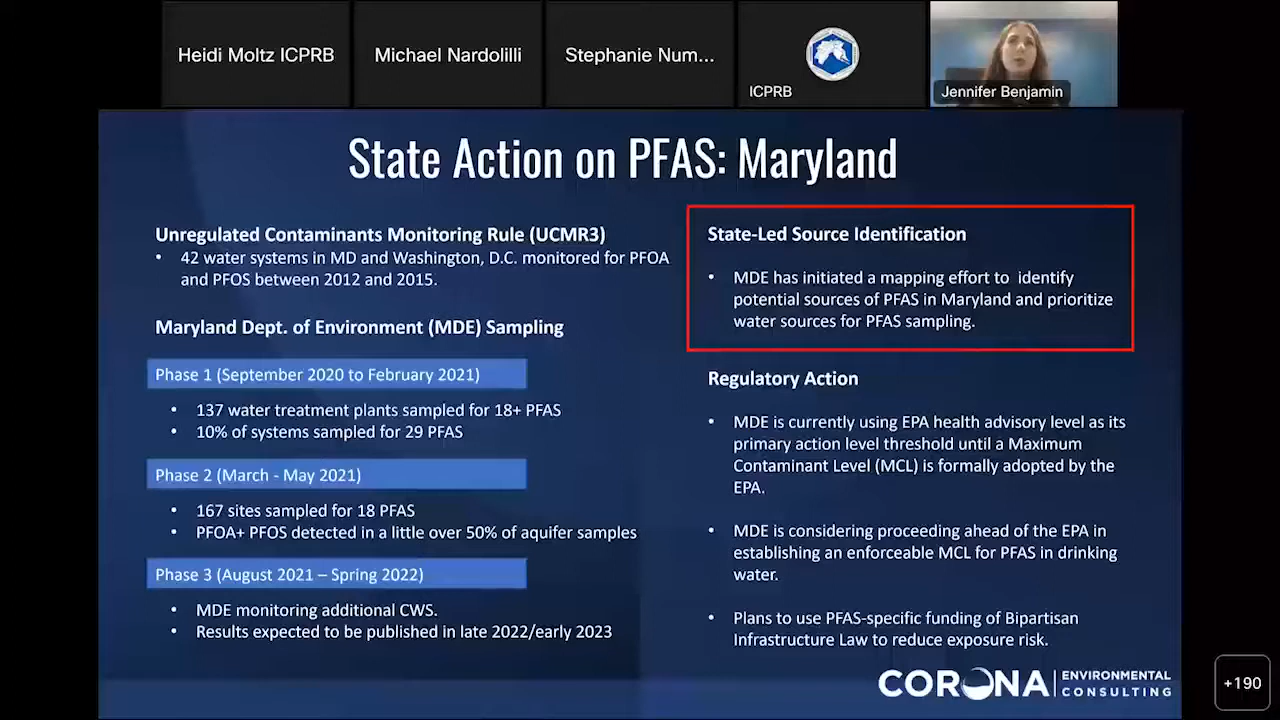 Heidi Moltz ICPRB
Michael Nardolilli
Stephanie Num...
ICPRB
Jennifer Benjamin
State Action on PFAS: Maryland
Unregulated Contaminants Monitoring Rule (UCMR3)
• 42 water systems in MD and Washington, D.C. monitored for PFOA
and PFOS between 2012 and 2015.
Maryland Dept. of Environment (MDE) Sampling
Phase 1 (September 2020 to February 2021)
• 137 water treatment plants sampled for 18+ PFAS
• 10% of systems sampled for 29 PFAS
Phase 2 (March - May 2021)
• 167 sites sampled for 18 PFAS
• PFOA+ PFOS detected in a little over 50% of aquifer samples
Phase 3 (August 2021 – Spring 2022)
• MDE monitoring additional CWS.
• Results expected to be published in late 2022/early 2023
State-Led Source Identification
• MDE has initiated a mapping effort to identify
potential sources of PFAS in Maryland and prioritize
water sources for PFAS sampling.
Regulatory Action
• MDE is currently using EPA health advisory level as its
primary action level threshold until a Maximum
Contaminant Level (MCL) is formally adopted by the
EPA.
• MDE is considering proceeding ahead of the EPA in
establishing an enforceable MCL for PFAS in drinking
water.
• Plans to use PFAS-specific funding of Bipartisan
Infrastructure Law to reduce exposure risk.
CORONA
ENVIRONMENTAL
CONSULTING
+190